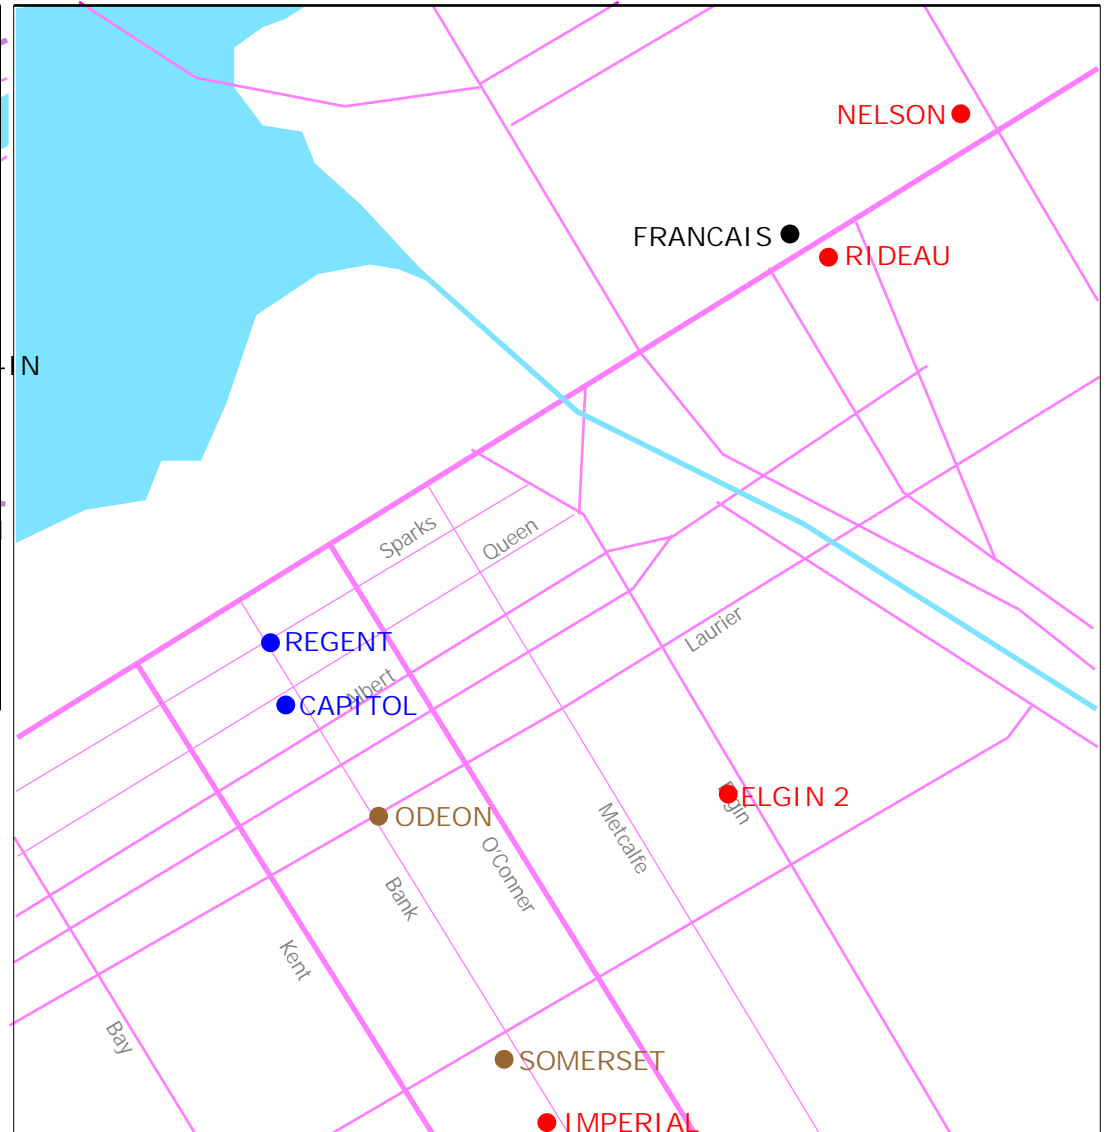 NELSON
FRANCAIS
RIDEAU
-IN
Sparks
Queen
Laurier
REGENT
Albert
CAPITOL
Elgin
ELGIN 2
ODEON
Metcalfe
O'Conner
Bank
Kent
Bay
SOMERSET
IMPERIAL